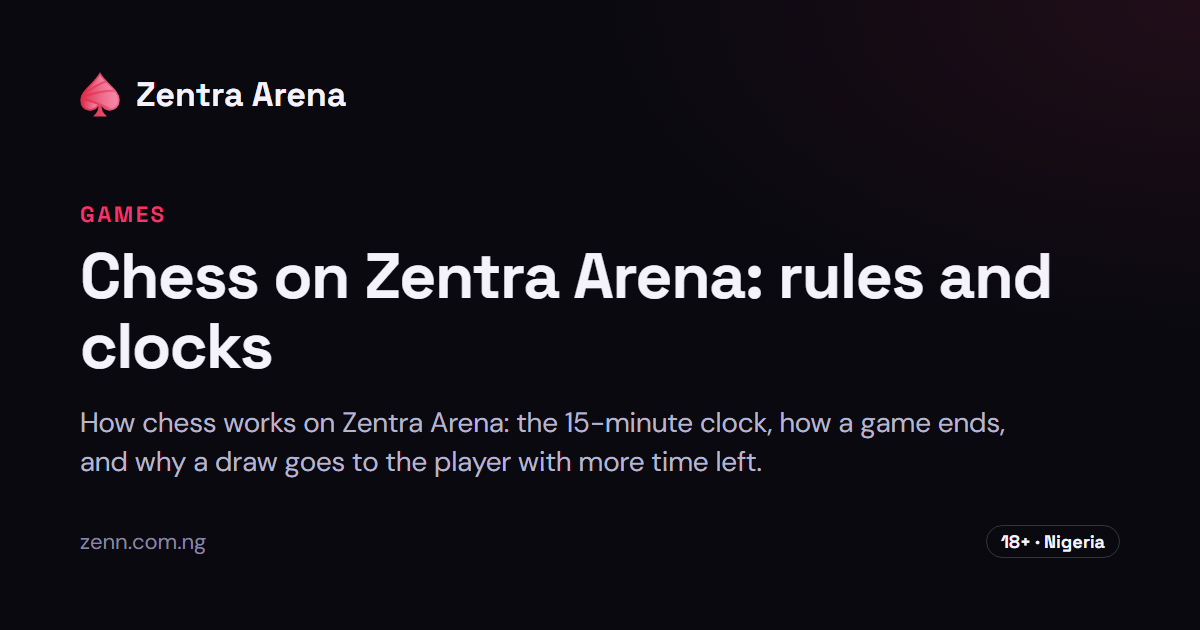 Zentra Arena
GAMES
Chess on Zentra Arena: rules and
clocks
How chess works on Zentra Arena: the 15-minute clock, how a game ends,
and why a draw goes to the player with more time left.
zenn.com.ng
18+ · Nigeria